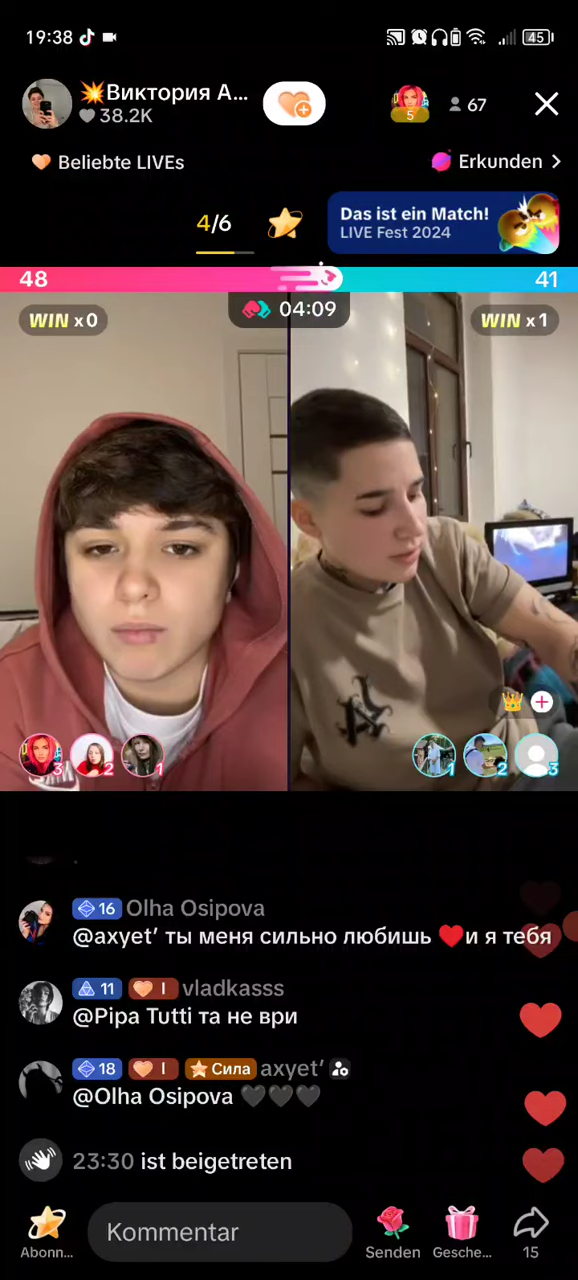 19:38
45
💥Виктория А...
38.2K
5
67
Beliebte LIVEs
Erkunden
4/6
Das ist ein Match!
LIVE Fest 2024
48
41
WIN x 0
04:09
WIN x 1
3
2
1
1
2
3
16 Olha Osipova
@axyet’ ты меня сильно любишь ❤️и я тебя
11 I vladkasss
@Pipa Tutti та не ври
18 I Сила axyet’
@Olha Osipova 🖤🖤🖤
23:30 ist beigetreten
Abonn...
Kommentar
Senden
Gesche...
15